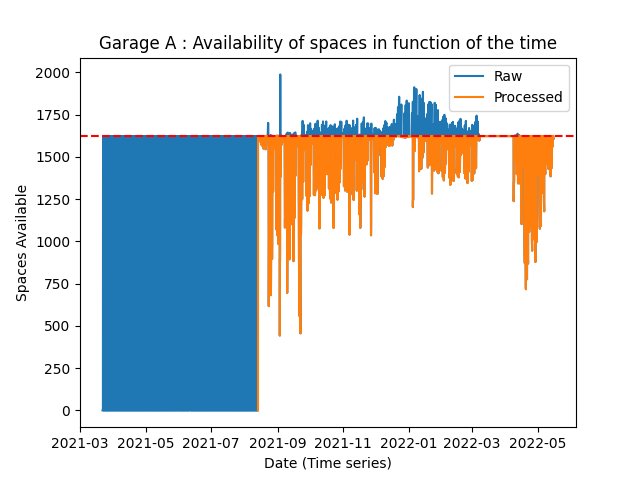 Garage A : Availability of spaces in function of the time
Raw
Processed
Spaces Available
2000
1750
1500
1250
1000
750
500
250
0
2021-03 2021-05 2021-07 2021-09 2021-11 2022-01 2022-03 2022-05
Date (Time series)